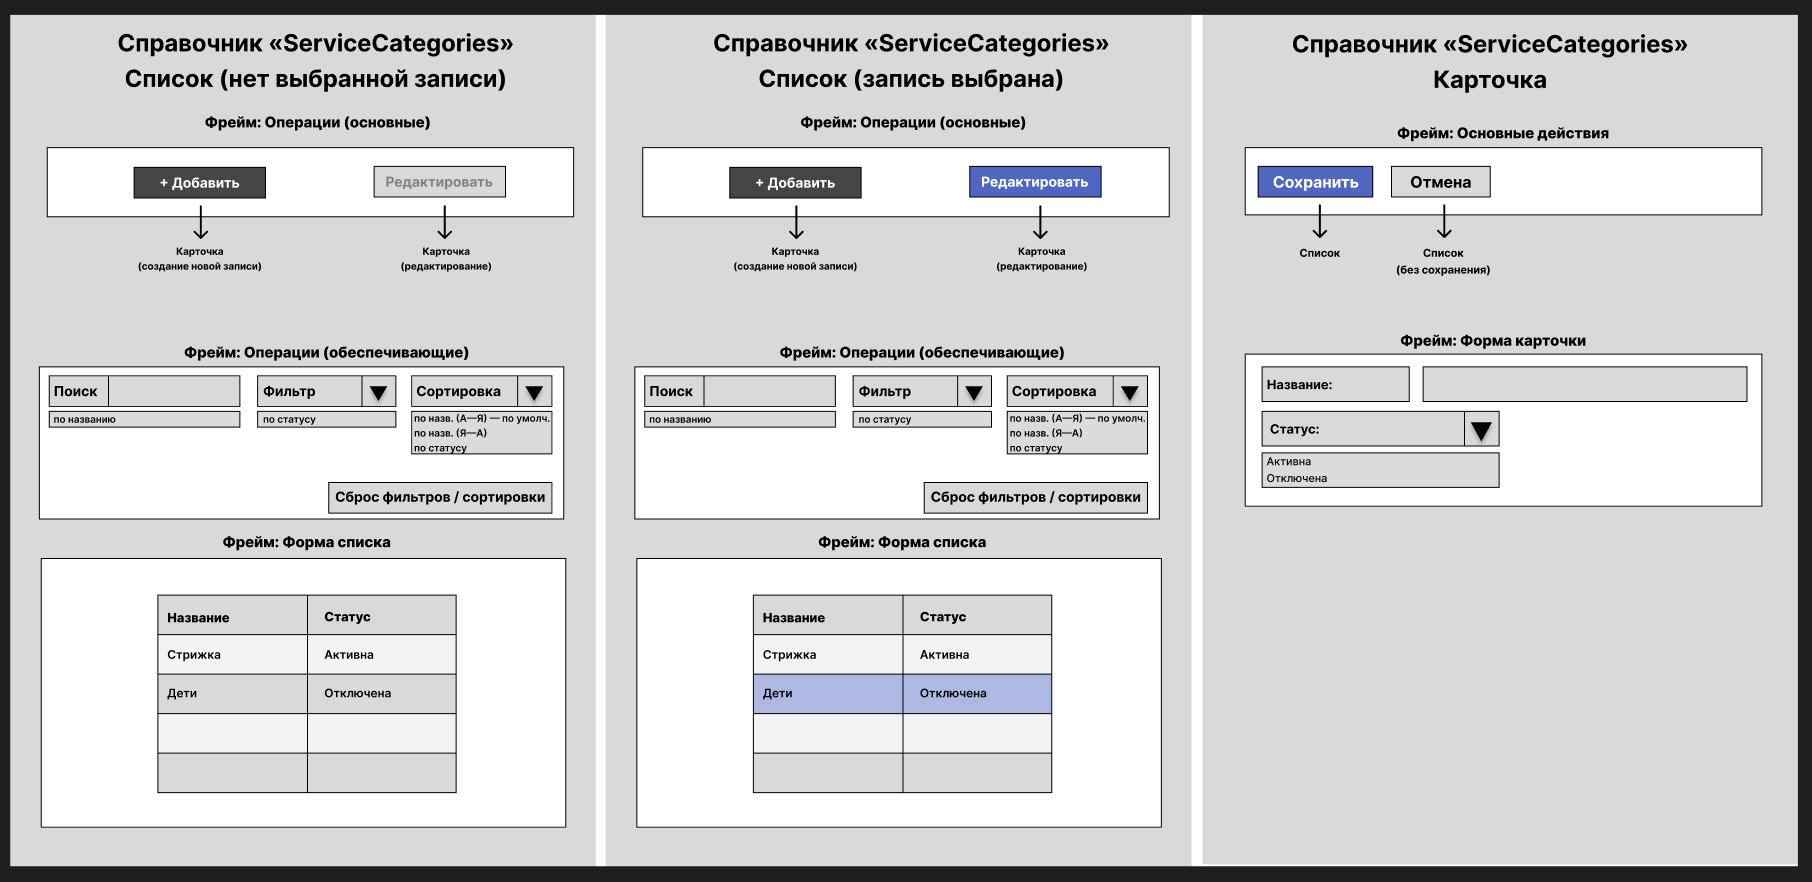 Справочник «ServiceCategories»
Список (нет выбранной записи)
Фрейм: Операции (основные)
+ Добавить
Редактировать
Карточка
(создание новой записи)
Карточка
(редактирование)
Фрейм: Операции (обеспечивающие)
Поиск
Фильтр
Сортировка
по названию
по статусу
по назв. (А—Я) — по умолч.
по назв. (Я—А)
по статусу
Сброс фильтров / сортировки
Фрейм: Форма списка
Название
Статус
Стрижка
Активна
Дети
Отключена
Справочник «ServiceCategories»
Список (запись выбрана)
Фрейм: Операции (основные)
+ Добавить
Редактировать
Карточка
(создание новой записи)
Карточка
(редактирование)
Фрейм: Операции (обеспечивающие)
Поиск
Фильтр
Сортировка
по названию
по статусу
по назв. (А—Я) — по умолч.
по назв. (Я—А)
по статусу
Сброс фильтров / сортировки
Фрейм: Форма списка
Название
Статус
Стрижка
Активна
Дети
Отключена
Справочник «ServiceCategories»
Карточка
Фрейм: Основные действия
Сохранить
Отмена
Список
Список
(без сохранения)
Фрейм: Форма карточки
Название:
Статус:
Активна
Отключена